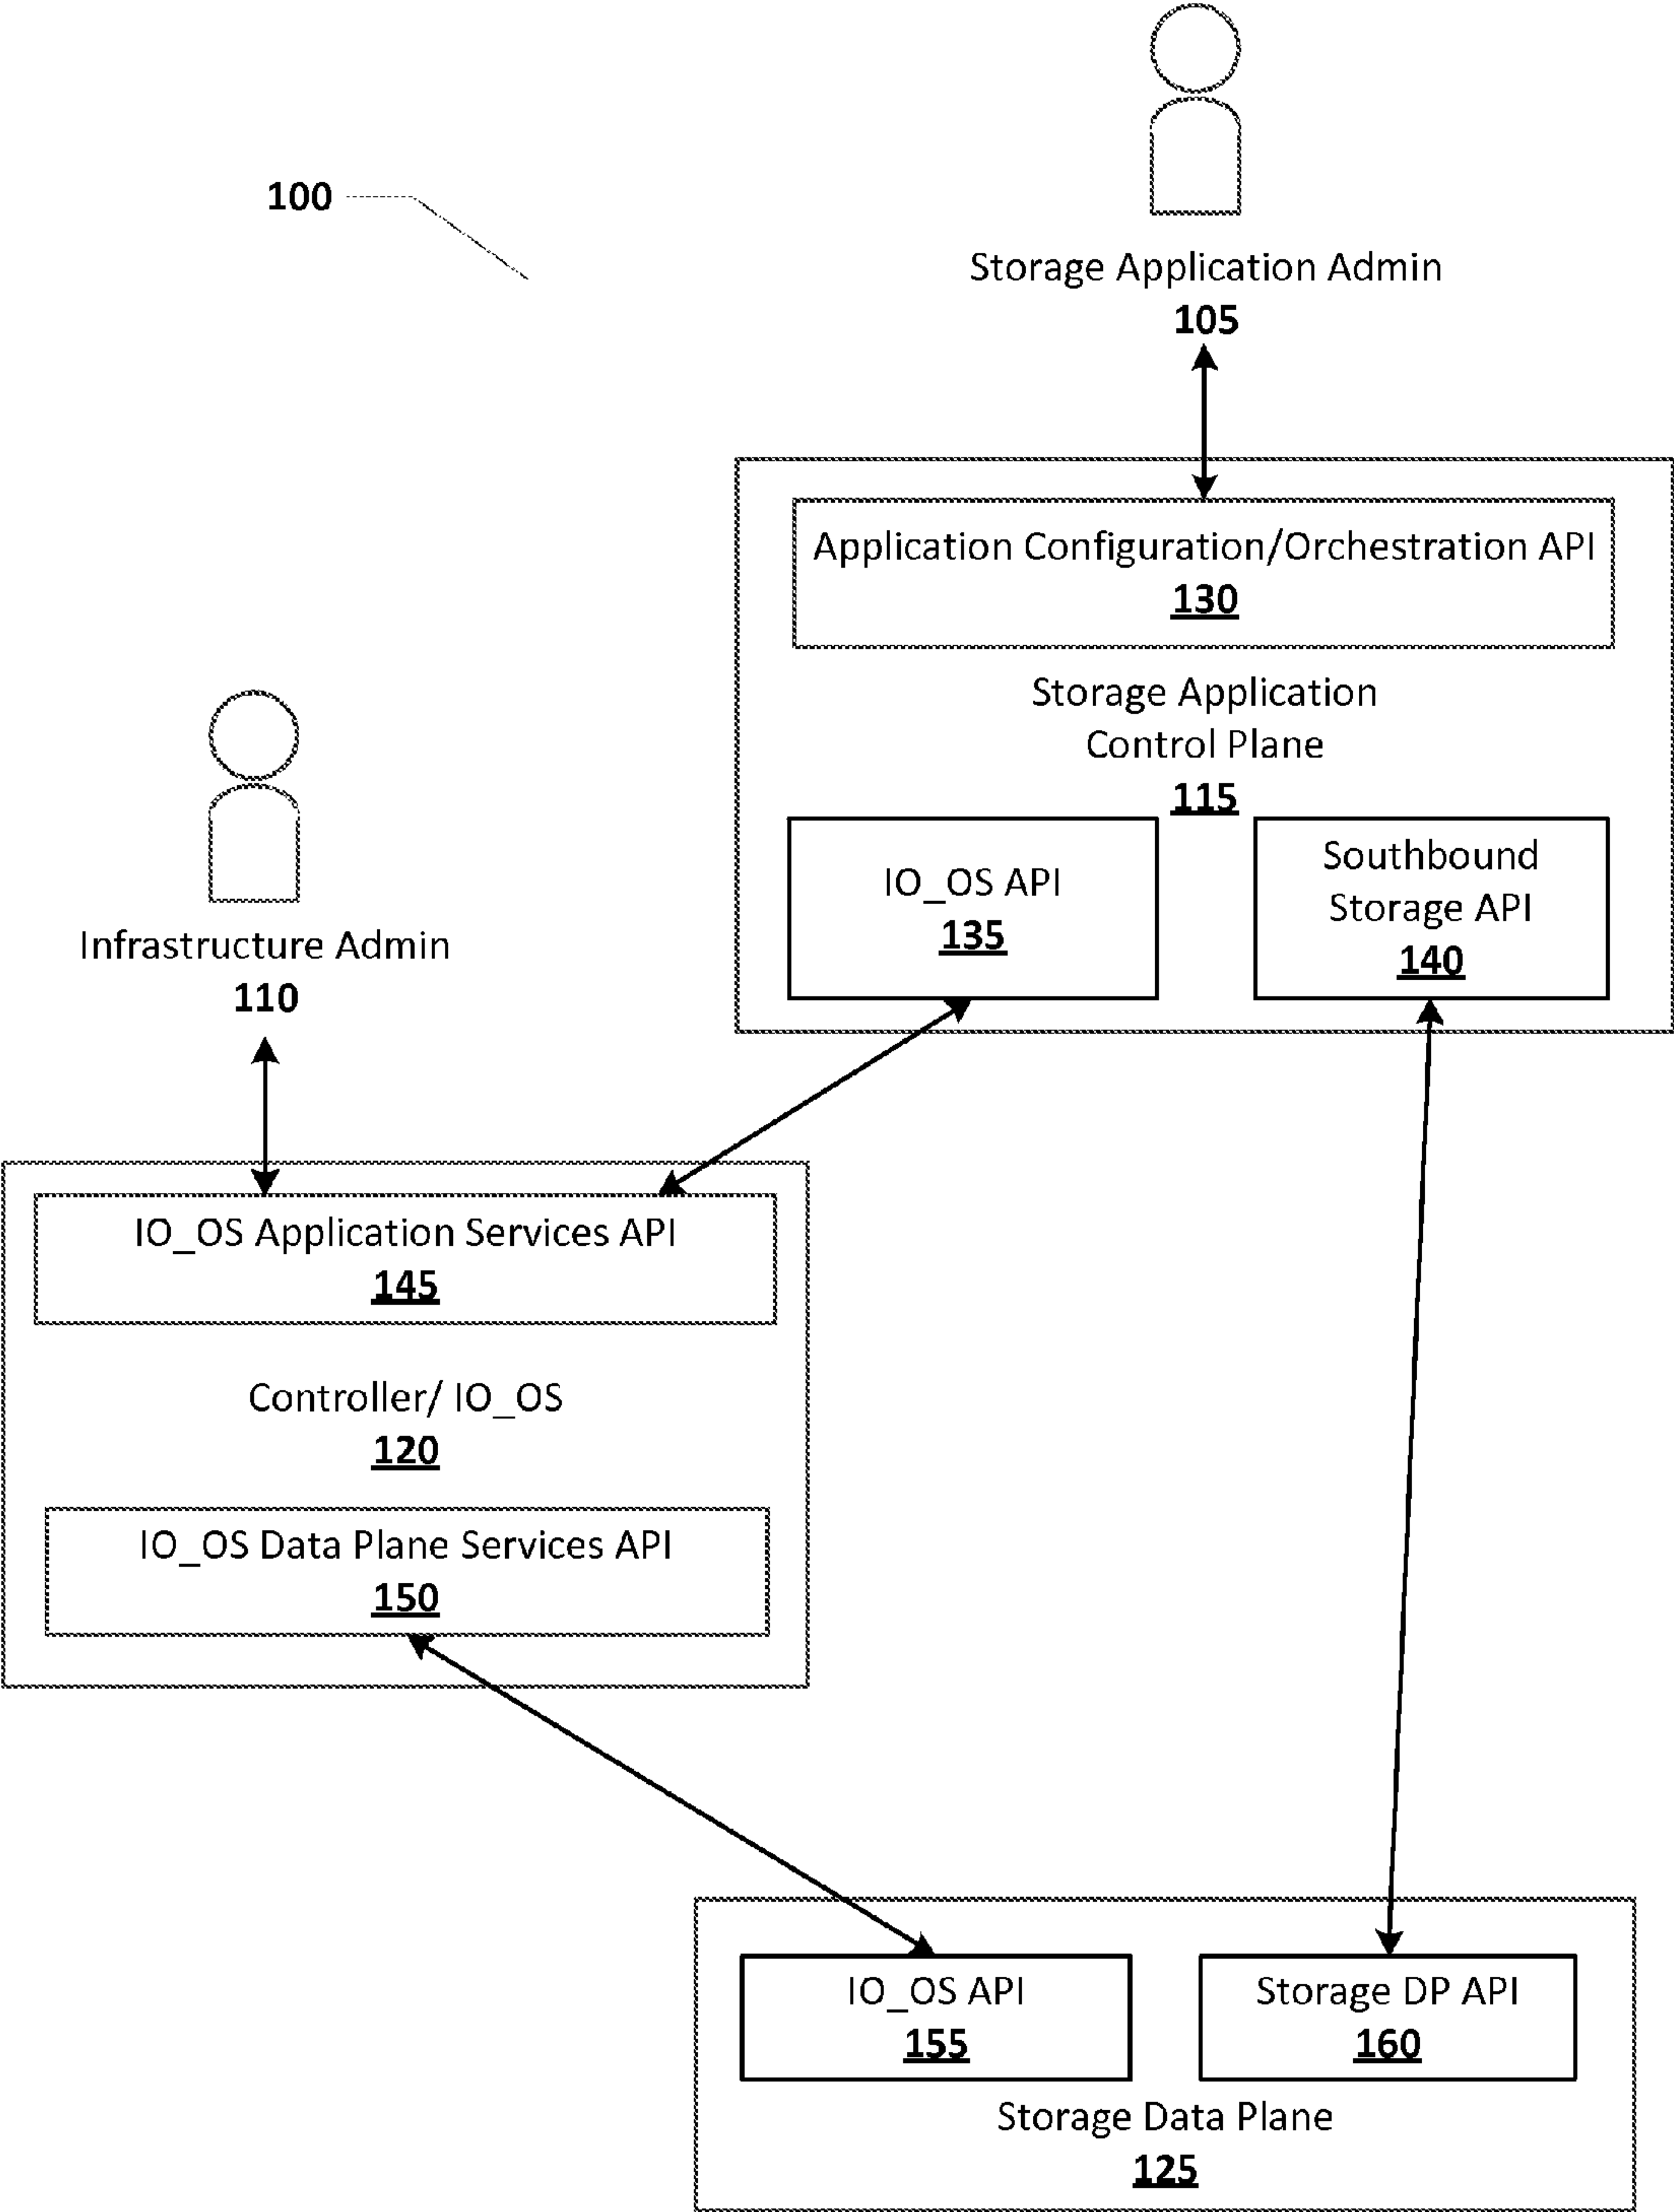 100
Storage Application Admin
105
Application Configuration/Orchestration API
130
Storage Application
Control Plane
115
IO_OS API
135
Southbound
Storage API
140
Infrastructure Admin
110
IO_OS Application Services API
145
Controller/ IO_OS
120
IO_OS Data Plane Services API
150
IO_OS API
155
Storage DP API
160
Storage Data Plane
125